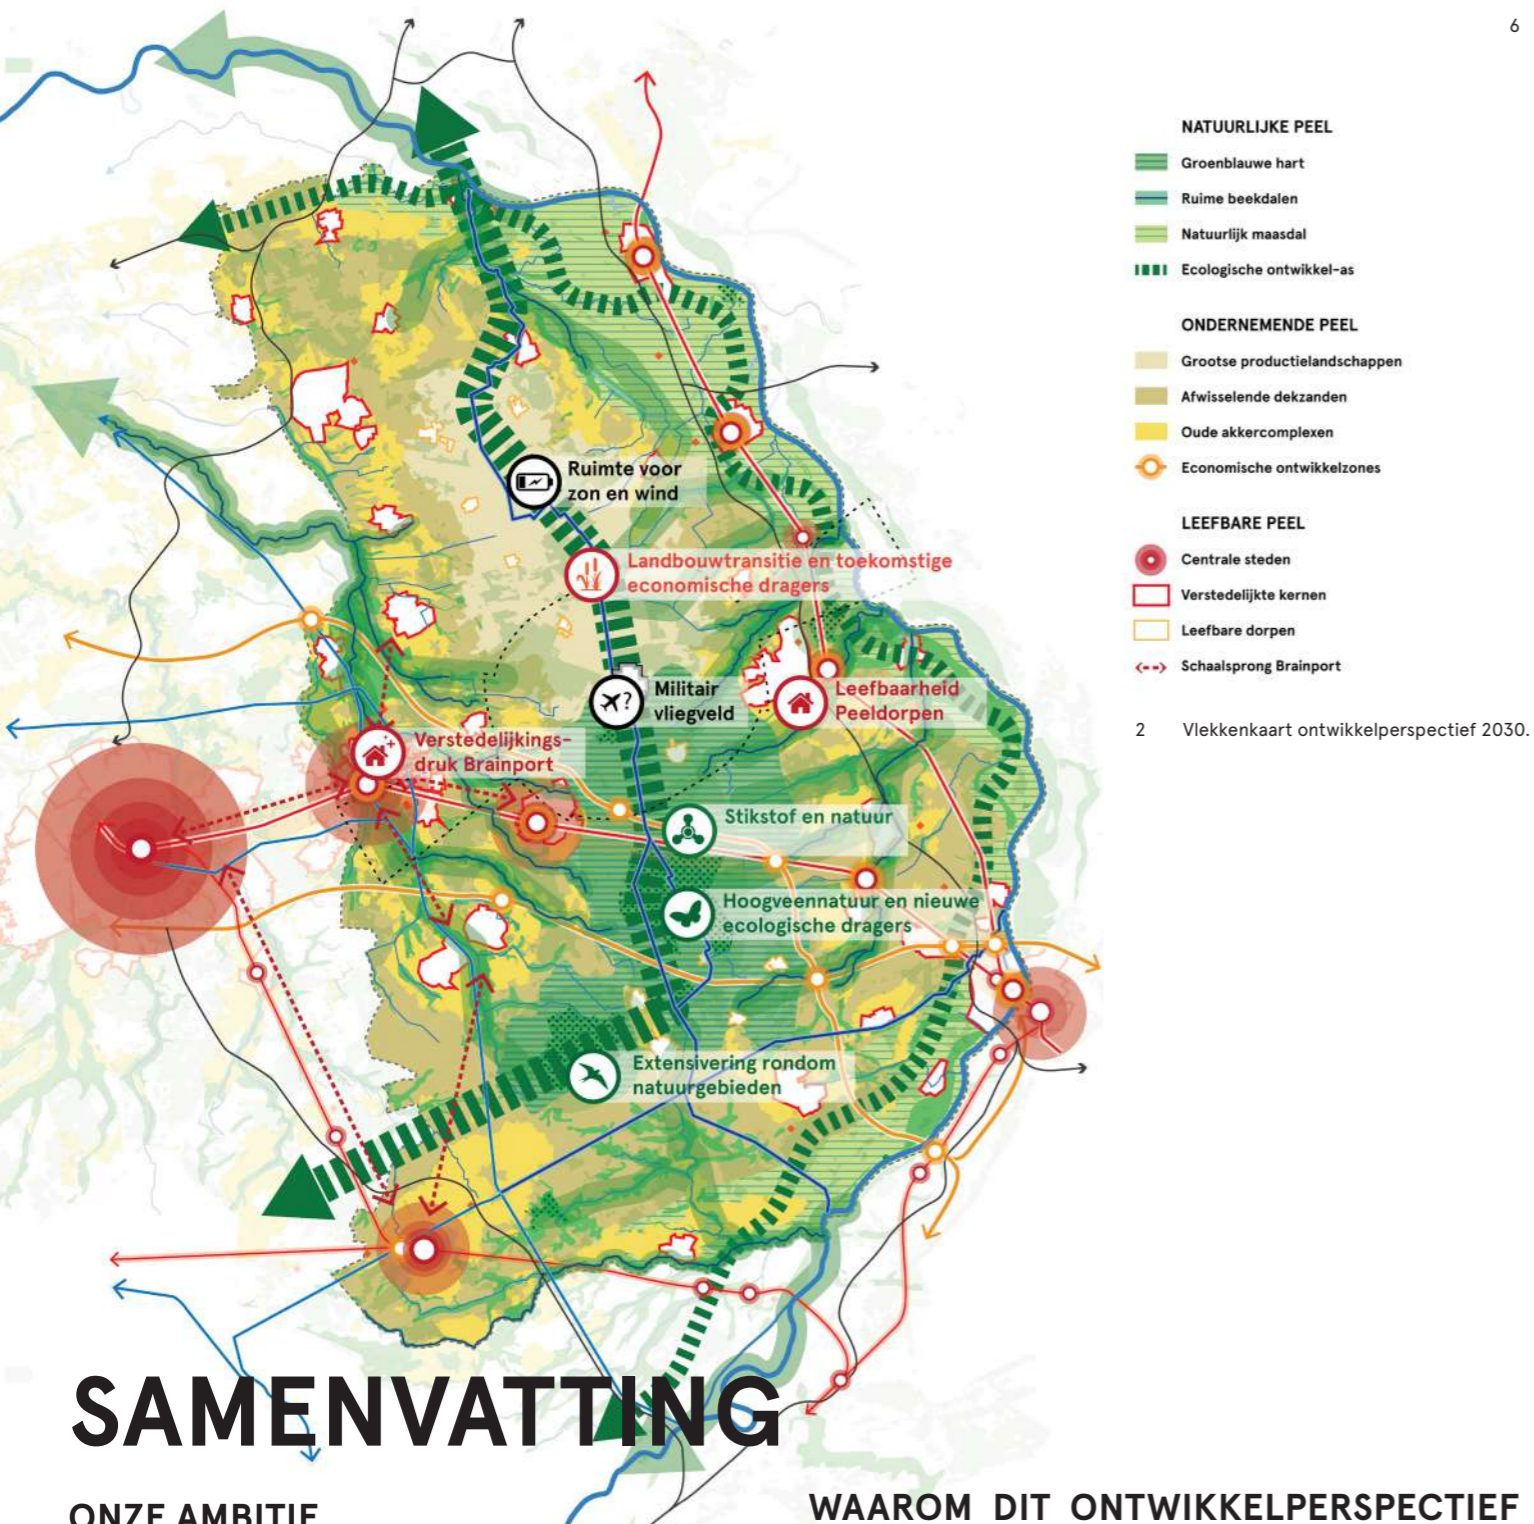 6
NATUURLIJKE PEEL
Groenblauwe hart
Ruime beekdalen
Natuurlijk maasdal
Ecologische ontwikkel-as
ONDERNEMENDE PEEL
Grootse productielandschappen
Afwisselende dekzanden
Oude akkercomplexen
Economische ontwikkelzones
LEEFBARE PEEL
Centrale steden
Verstedelijkte kernen
Leefbare dorpen
Schaalsprong Brainport
2 Vlekkenkaart ontwikkelperspectief 2030.
Ruimte voor
zon en wind
Landbouwtransitie en toekomstige
economische dragers
?
Militair
vliegveld
Leefbaarheid
Peeldorpen
Verstedelijkings-
druk Brainport
Stikstof en natuur
Hoogveennatuur en nieuwe
ecologische dragers
Extensivering rondom
natuurgebieden
SAMENVATTING
ONZE AMBITIE
WAAROM DIT ONTWIKKELPERSPECTIEF